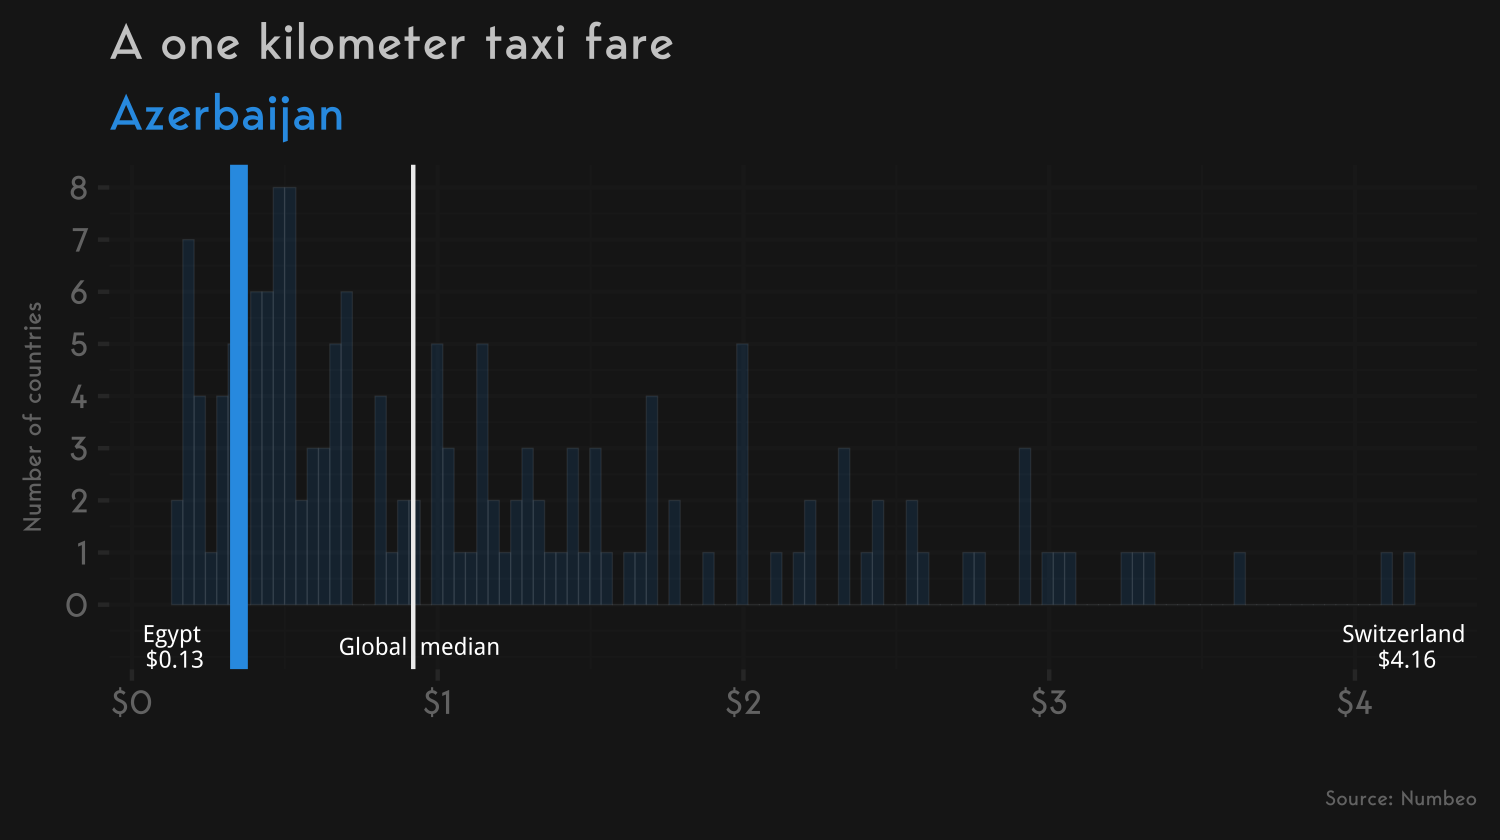 A one kilometer taxi fare
Azerbaijan
Number of countries
8
7
6
5
4
3
2
1
0
Egypt
$0.13
Global median
Switzerland
$4.16
$0 $1 $2 $3 $4
Source: Numbeo